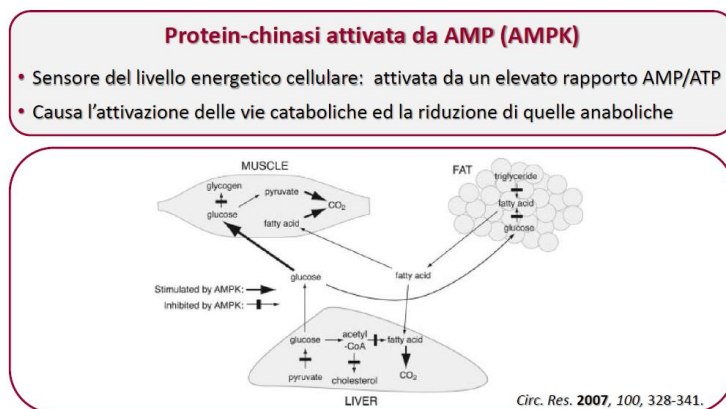 Protein-chinasi attivata da AMP (AMPK)
• Sensore del livello energetico cellulare: attivata da un elevato rapporto AMP/ATP
• Causa l'attivazione delle vie cataboliche ed la riduzione di quelle anaboliche
MUSCLE
glycogen
pyruvate
CO2
glucose
fatty acid
FAT
triglyceride
fatty acid
glucose
glucose
fatty acid
Stimulated by AMPK:
Inhibited by AMPK:
glucose
acetyl
-CoA
fatty acid
pyruvate
cholesterol
CO2
LIVER
Circ. Res. 2007, 100, 328-341.